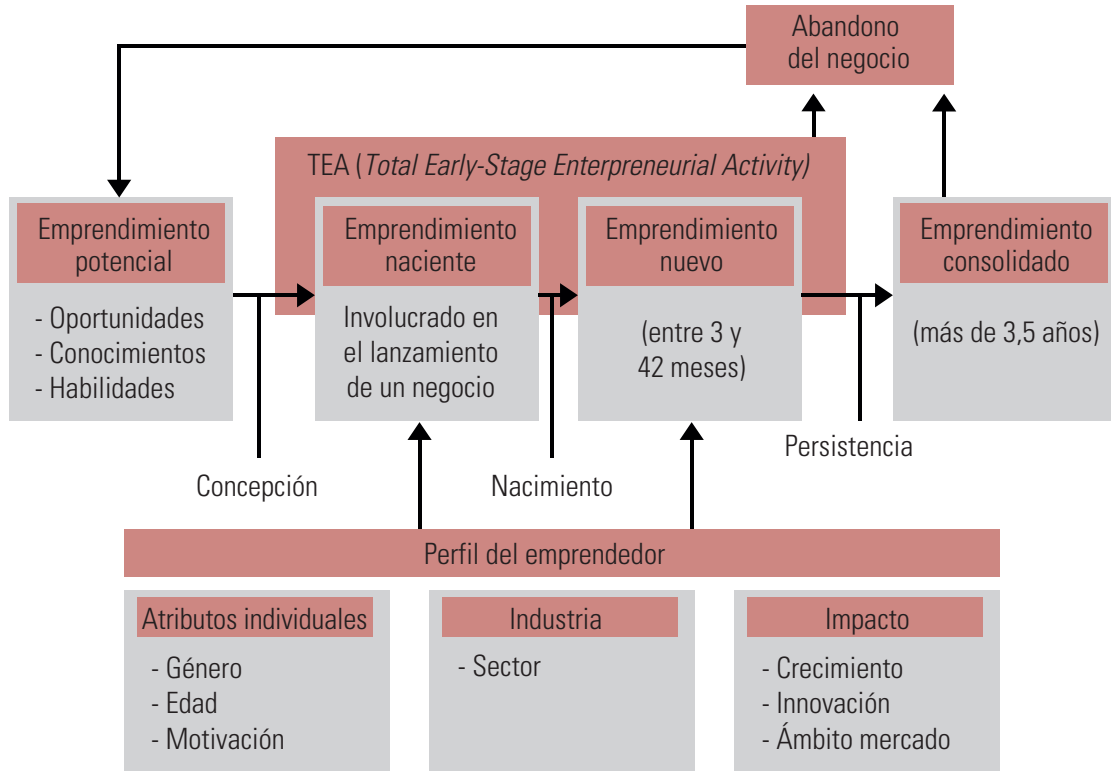 Abandono
del negocio
TEA (Total Early-Stage Enterpreneurial Activity)
Emprendimiento
potencial
- Oportunidades
- Conocimientos
- Habilidades
Emprendimiento
naciente
Involucrado en
el lanzamiento
de un negocio
Emprendimiento
nuevo
(entre 3 y
42 meses)
Emprendimiento
consolidado
(más de 3,5 años)
Concepción
Nacimiento
Persistencia
Perfil del emprendedor
Atributos individuales
- Género
- Edad
- Motivación
Industria
- Sector
Impacto
- Crecimiento
- Innovación
- Ámbito mercado